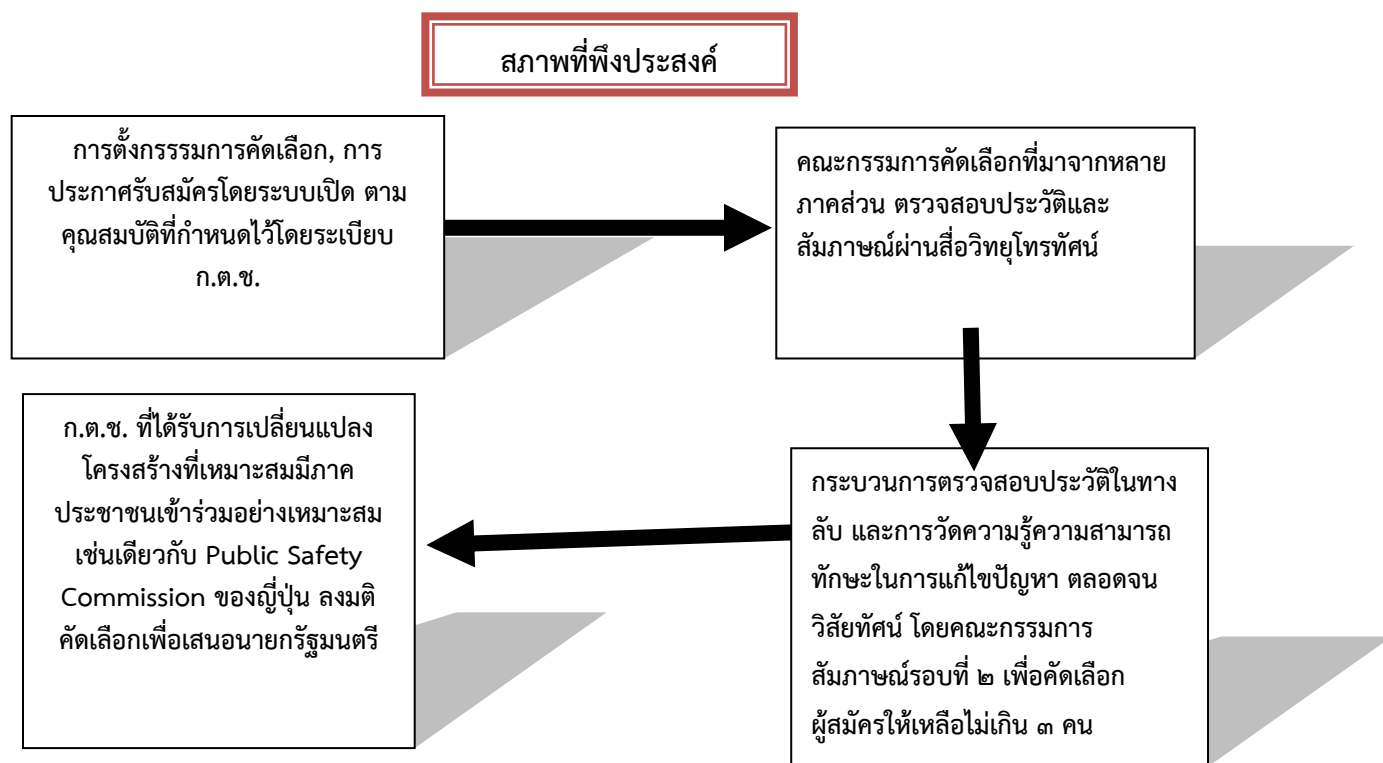 สภาพที่พึงประสงค์
การตั้งกรรรมการคัดเลือก, การ
ประกาศรับสมัครโดยระบบเปิด ตาม
คุณสมบัติที่กำหนดไว้โดยระเบียบ
ก.ต.ช.
คณะกรรมการคัดเลือกที่มาจากหลาย
ภาคส่วน ตรวจสอบประวัติและ
สัมภาษณ์ผ่านสื่อวิทยุโทรทัศน์
กระบวนการตรวจสอบประวัติในทาง
ลับ และการวัดความรู้ความสามารถ
ทักษะในการแก้ไขปัญหา ตลอดจน
วิสัยทัศน์ โดยคณะกรรมการ
สัมภาษณ์รอบที่ ๒ เพื่อคัดเลือก
ผู้สมัครให้เหลือไม่เกิน ๓ คน
ก.ต.ช. ที่ได้รับการเปลี่ยนแปลง
โครงสร้างที่เหมาะสมมีภาค
ประชาชนเข้าร่วมอย่างเหมาะสม
เช่นเดียวกับ Public Safety
Commission ของญี่ปุ่น ลงมติ
คัดเลือกเพื่อเสนอนายกรัฐมนตรี